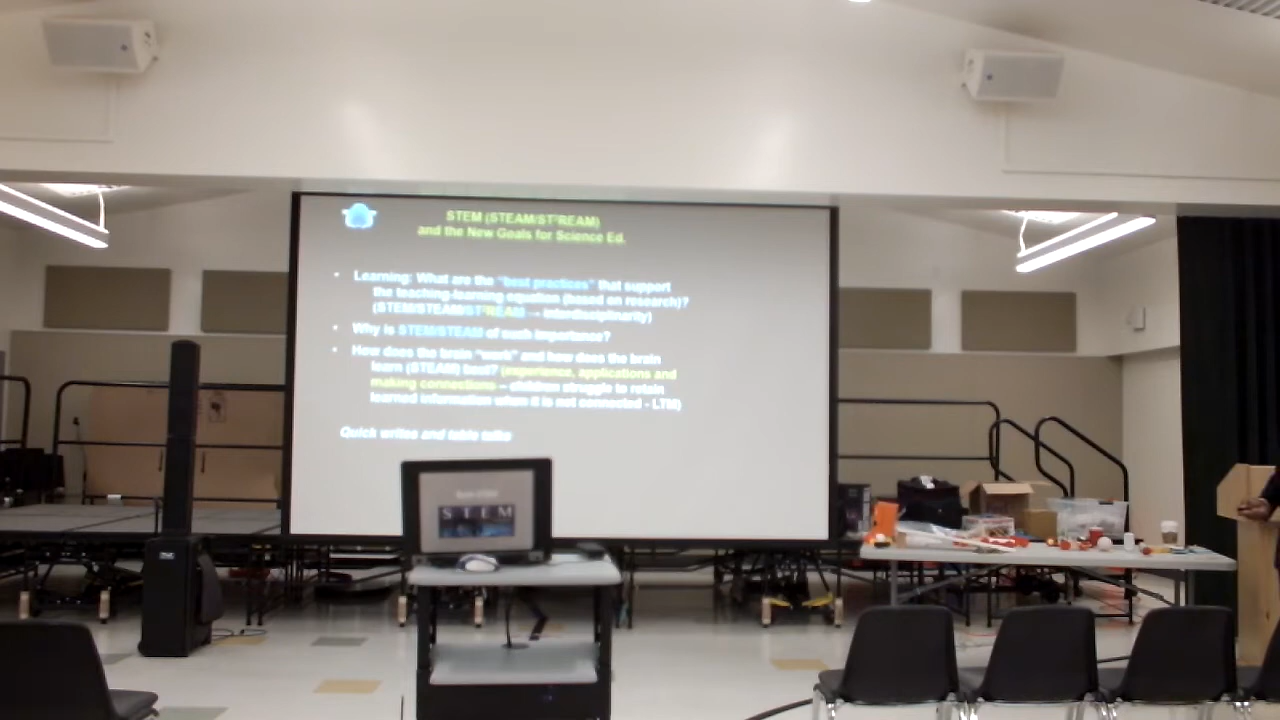 STEM (STEAM/ST²REAM)
and the New Goals for Science Ed.
• Learning: What are the "best practices" that support
the teaching-learning equation (based on research)?
(STEM/STEAM/ST²REAM → interdisciplinarity)
• Why is STEM/STEAM of such importance?
• How does the brain "work" and how does the brain
learn (STEAM) best? (experience, applications and
making connections – children struggle to retain
learned information when it is not connected - LTM)
Quick writes and table talks
STEM